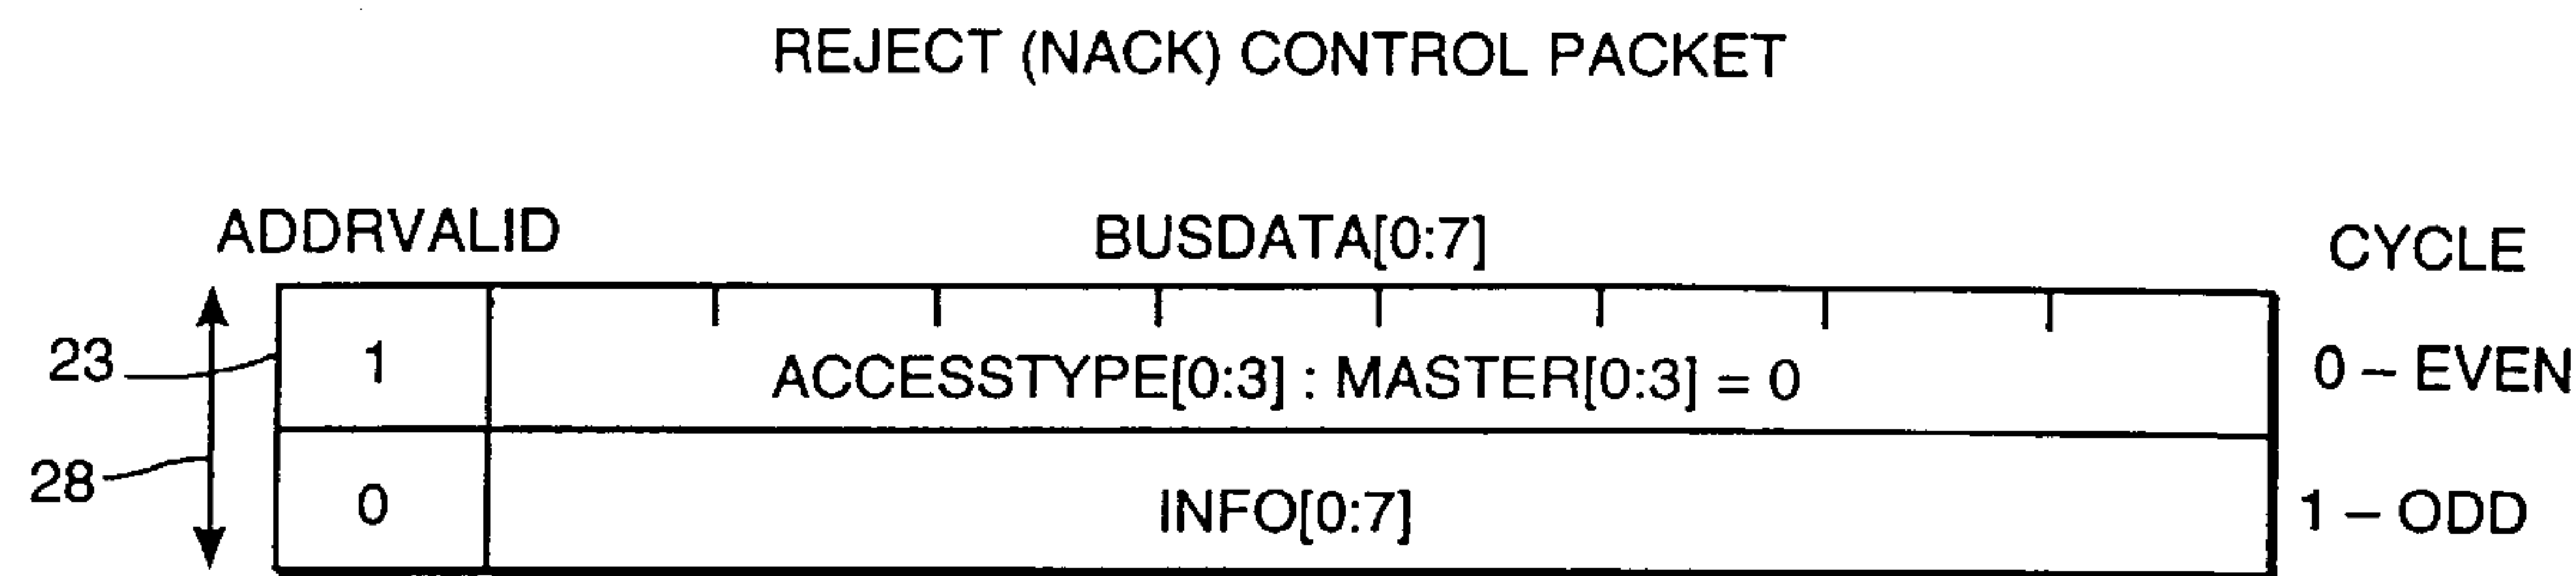 REJECT (NACK) CONTROL PACKET
ADDRVALID BUSDATA[0:7] CYCLE
23 1 ACCESSTYPE[0:3] : MASTER[0:3] = 0 0 – EVEN
28 0 INFO[0:7] 1 – ODD